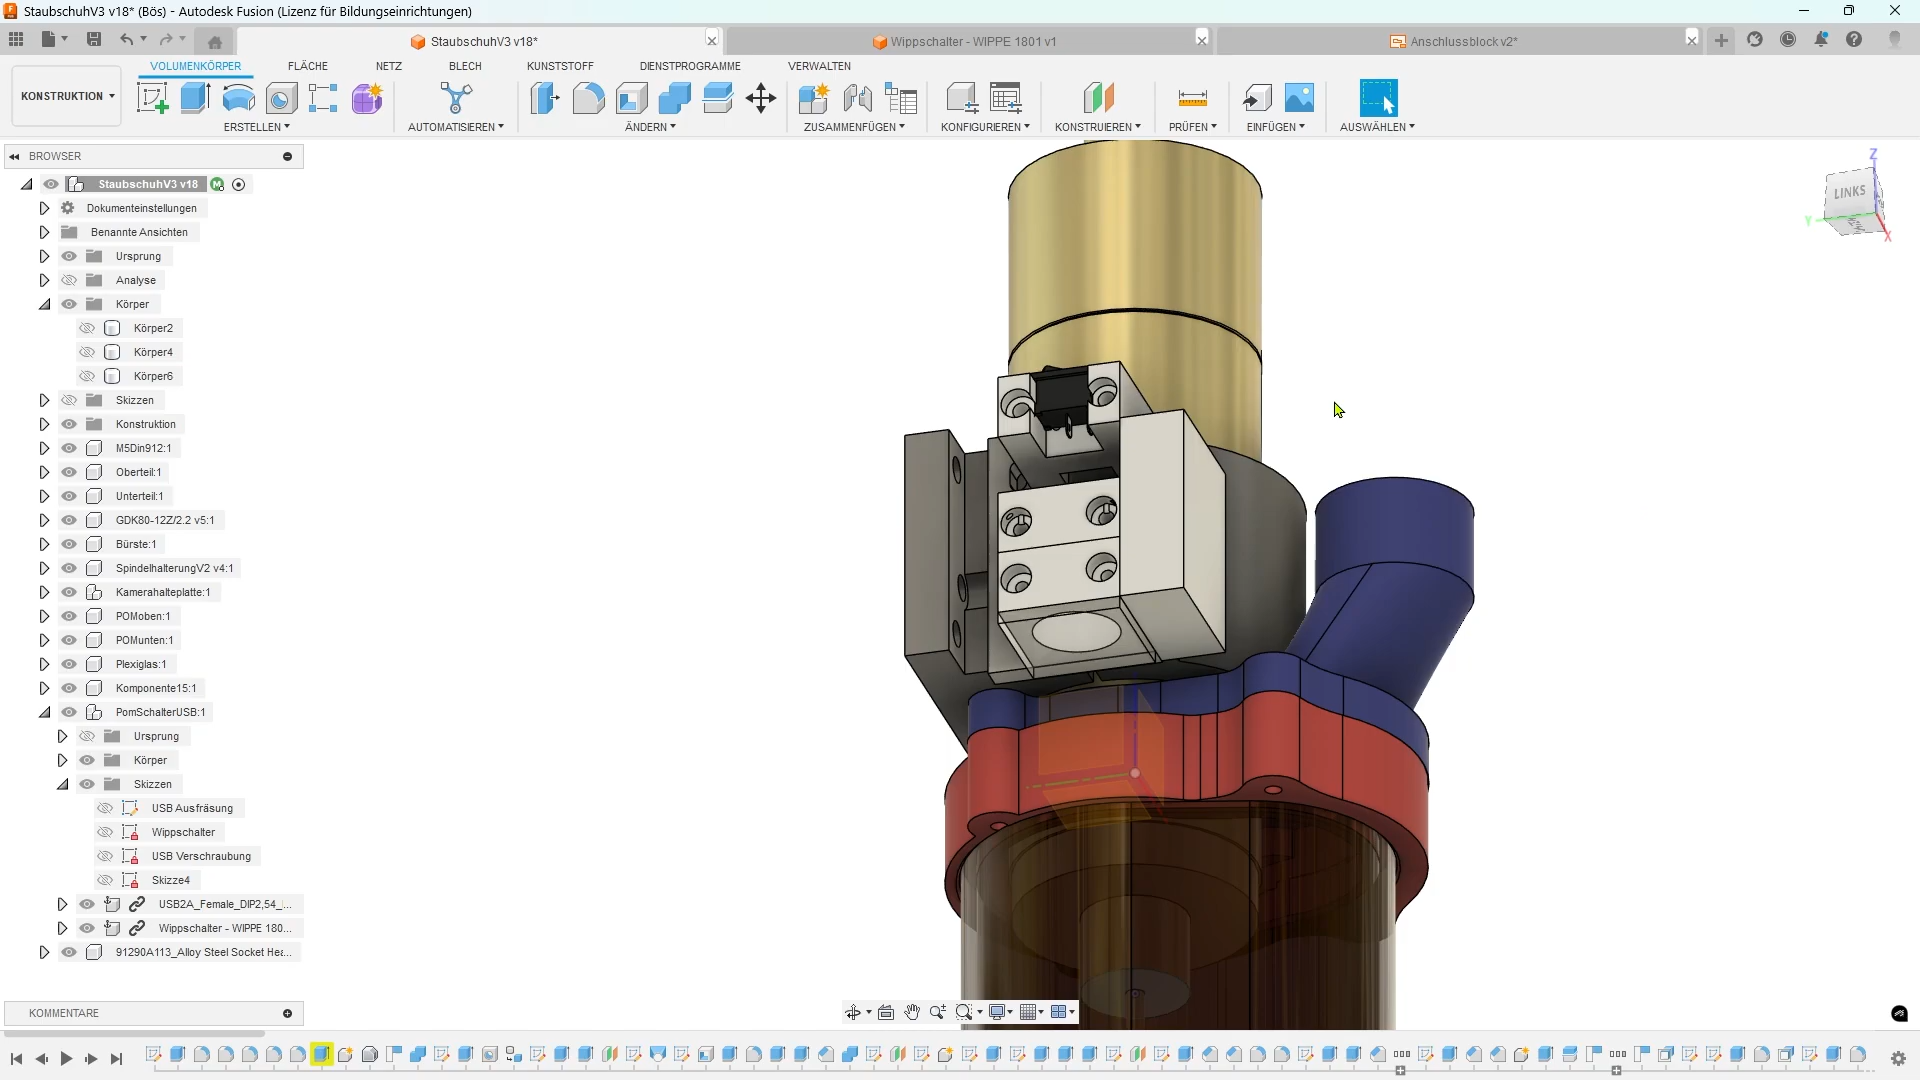 StaubschuhV3 v18* (Bös) - Autodesk Fusion (Lizenz für Bildungseinrichtungen)
StaubschuhV3 v18*
Wippschalter - WIPPE 1801 v1
Anschlussblock v2*
KONSTRUKTION
VOLUMENKÖRPER
FLÄCHE
NETZ
BLECH
KUNSTSTOFF
DIENSTPROGRAMME
VERWALTEN
ERSTELLEN
AUTOMATISIEREN
ÄNDERN
ZUSAMMENFÜGEN
KONFIGURIEREN
KONSTRUIEREN
PRÜFEN
EINFÜGEN
AUSWÄHLEN
BROWSER
StaubschuhV3 v18
Dokumenteinstellungen
Benannte Ansichten
Ursprung
Analyse
Körper
Körper2
Körper4
Körper6
Skizzen
Konstruktion
M5Din912:1
Oberteil:1
Unterteil:1
GDK80-12Z/2.2 v5:1
Bürste:1
SpindelhalterungV2 v4:1
Kamerahalteplatte:1
POMoben:1
POMunten:1
Plexiglas:1
Komponente15:1
PomSchalterUSB:1
Ursprung
Körper
Skizzen
USB Ausfräsung
Wippschalter
USB Verschraubung
Skizze4
USB2A_Female_DIP2,54_...
Wippschalter - WIPPE 180...
91290A113_Alloy Steel Socket Hea...
KOMMENTARE
Z
LINKS
Y
X